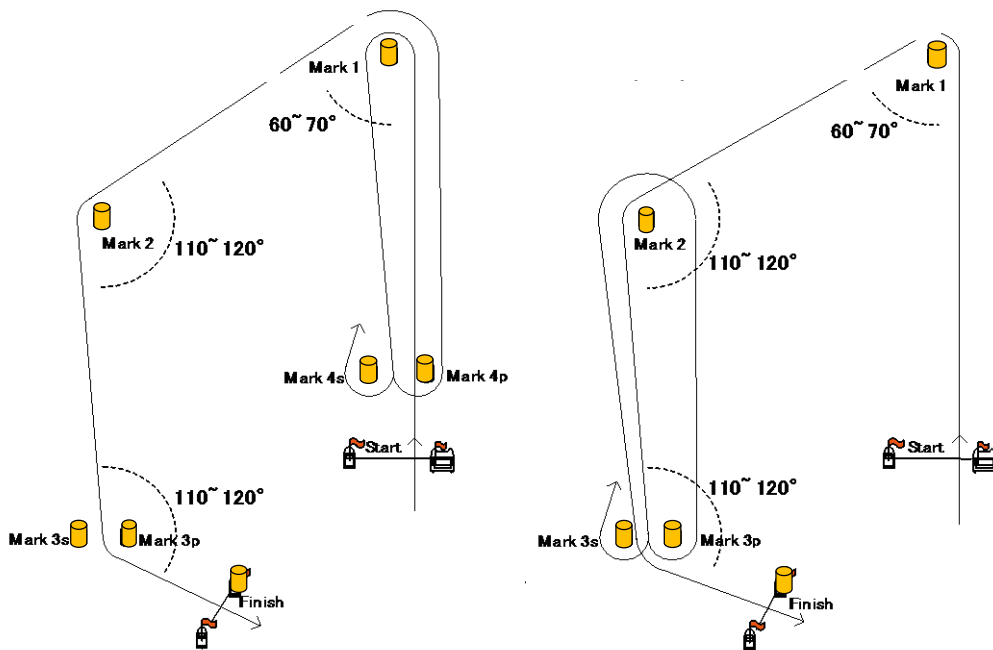 Mark 1
60~70°
Mark 2
110~120°
Mark 4s
Mark 4p
Start
110~120°
Mark 3s
Mark 3p
Finish
Mark 1
60~70°
Mark 2
110~120°
Start
110~120°
Mark 3s
Mark 3p
Finish